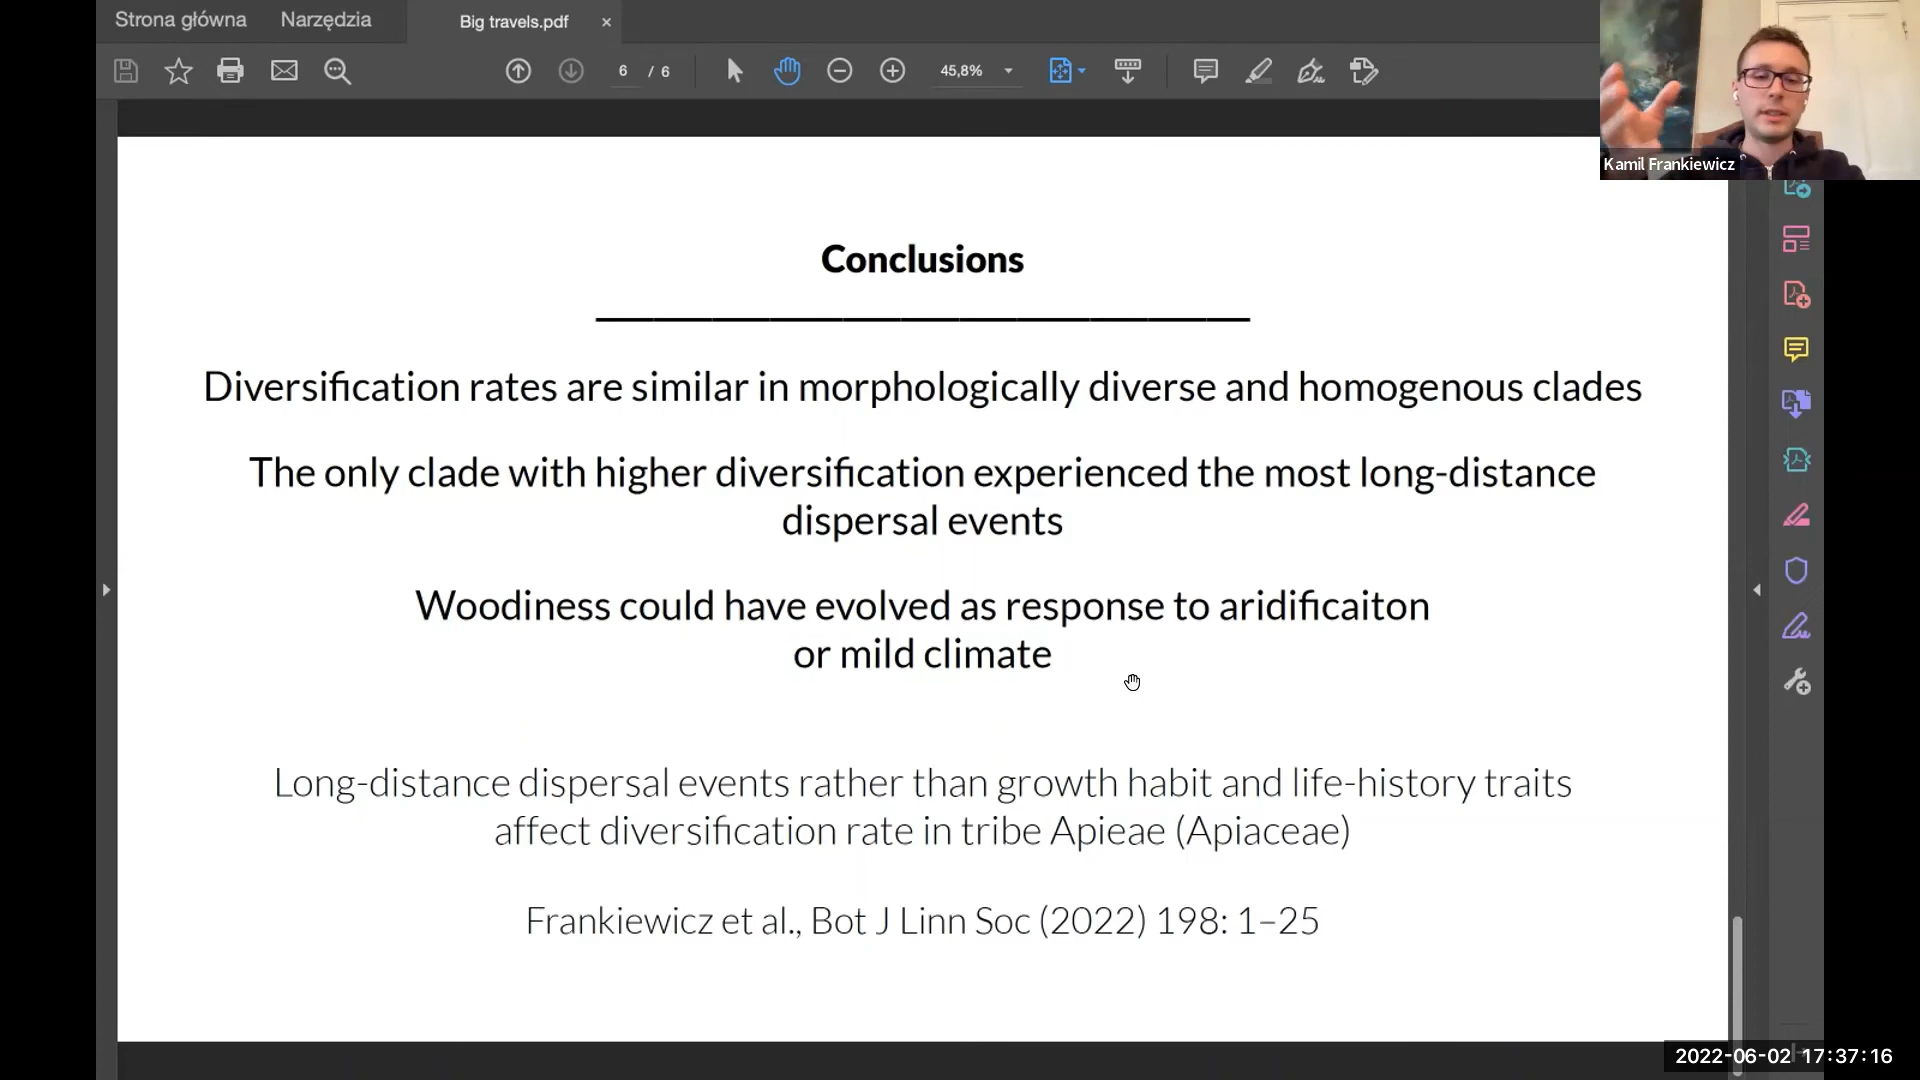 Strona główna Narzędzia Big travels.pdf ×
6 / 6 45,8%
Kamil Frankiewicz
Conclusions
Diversification rates are similar in morphologically diverse and homogenous clades
The only clade with higher diversification experienced the most long-distance
dispersal events
Woodiness could have evolved as response to aridificaiton
or mild climate
Long-distance dispersal events rather than growth habit and life-history traits
affect diversification rate in tribe Apieae (Apiaceae)
Frankiewicz et al., Bot J Linn Soc (2022) 198: 1–25
2022-06-02 17:37:16